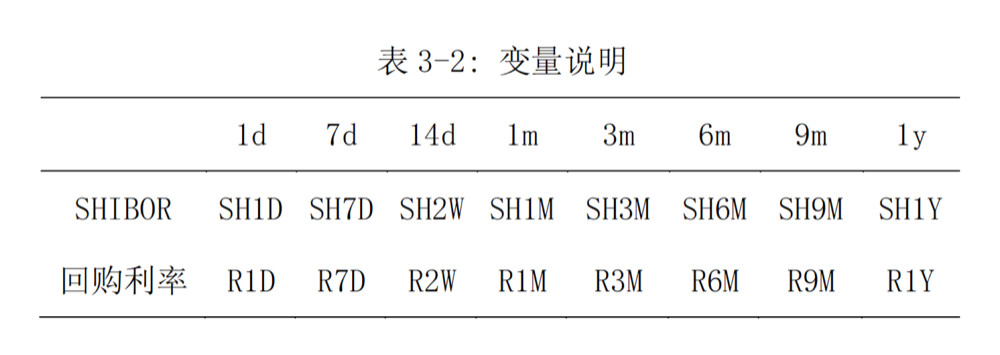 表 3-2: 变量说明
1d 7d 14d 1m 3m 6m 9m 1y
SHIBOR SH1D SH7D SH2W SH1M SH3M SH6M SH9M SH1Y
回购利率 R1D R7D R2W R1M R3M R6M R9M R1Y